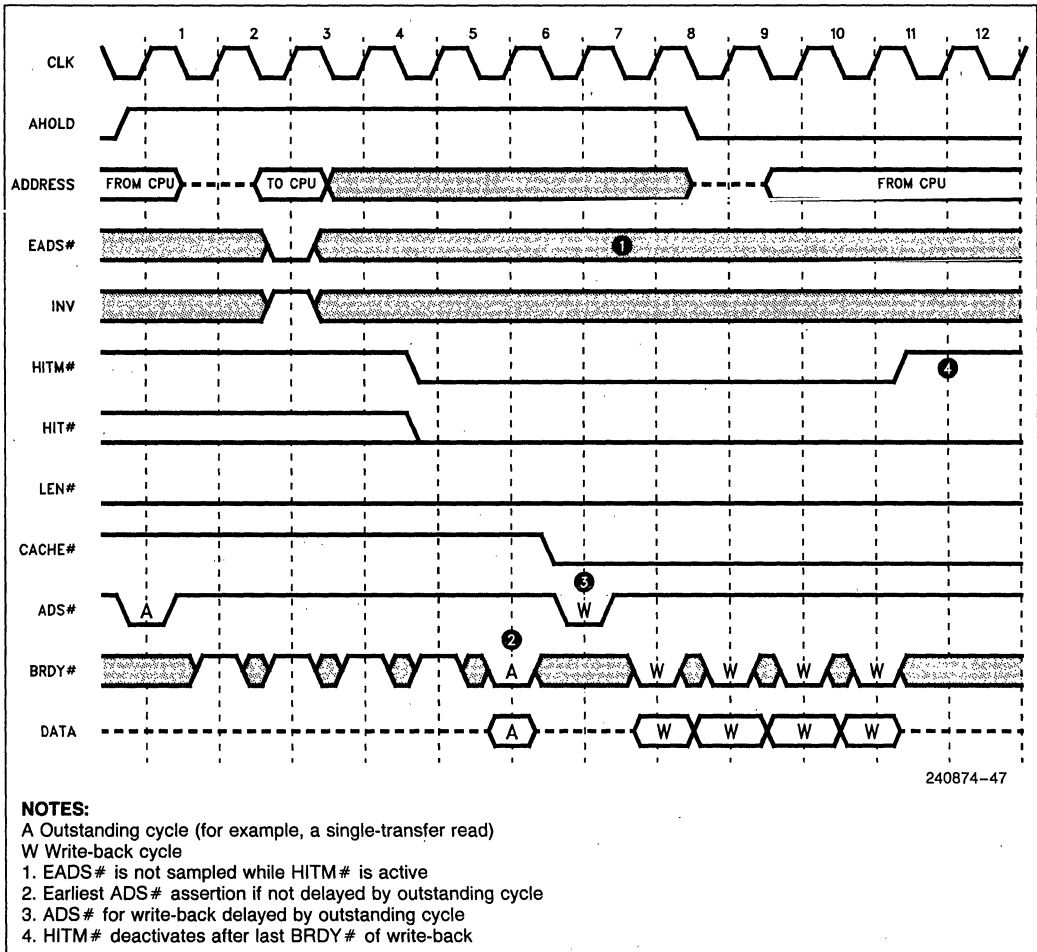 1 2 3 4 5 6 7 8 9 10 11 12
CLK
AHOLD
ADDRESS FROM CPU TO CPU FROM CPU
EADS# 1
INV
HITM# 4
HIT#
LEN#
CACHE#
3
ADS# A W
2
BRDY# A W W W W
DATA A W W W W
240874–47
NOTES:
A Outstanding cycle (for example, a single-transfer read)
W Write-back cycle
1. EADS# is not sampled while HITM# is active
2. Earliest ADS# assertion if not delayed by outstanding cycle
3. ADS# for write-back delayed by outstanding cycle
4. HITM# deactivates after last BRDY# of write-back